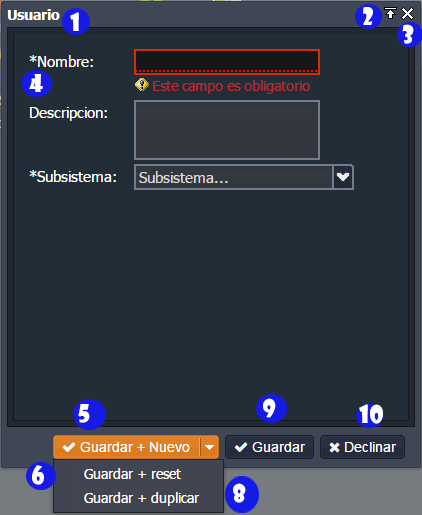 Usuario 1 2 3
*Nombre:
4 Este campo es obligatorio
Descripcion:
*Subsistema: Subsistema...
5 9 10
Guardar + Nuevo Guardar Declinar
6 Guardar + reset
Guardar + duplicar 8